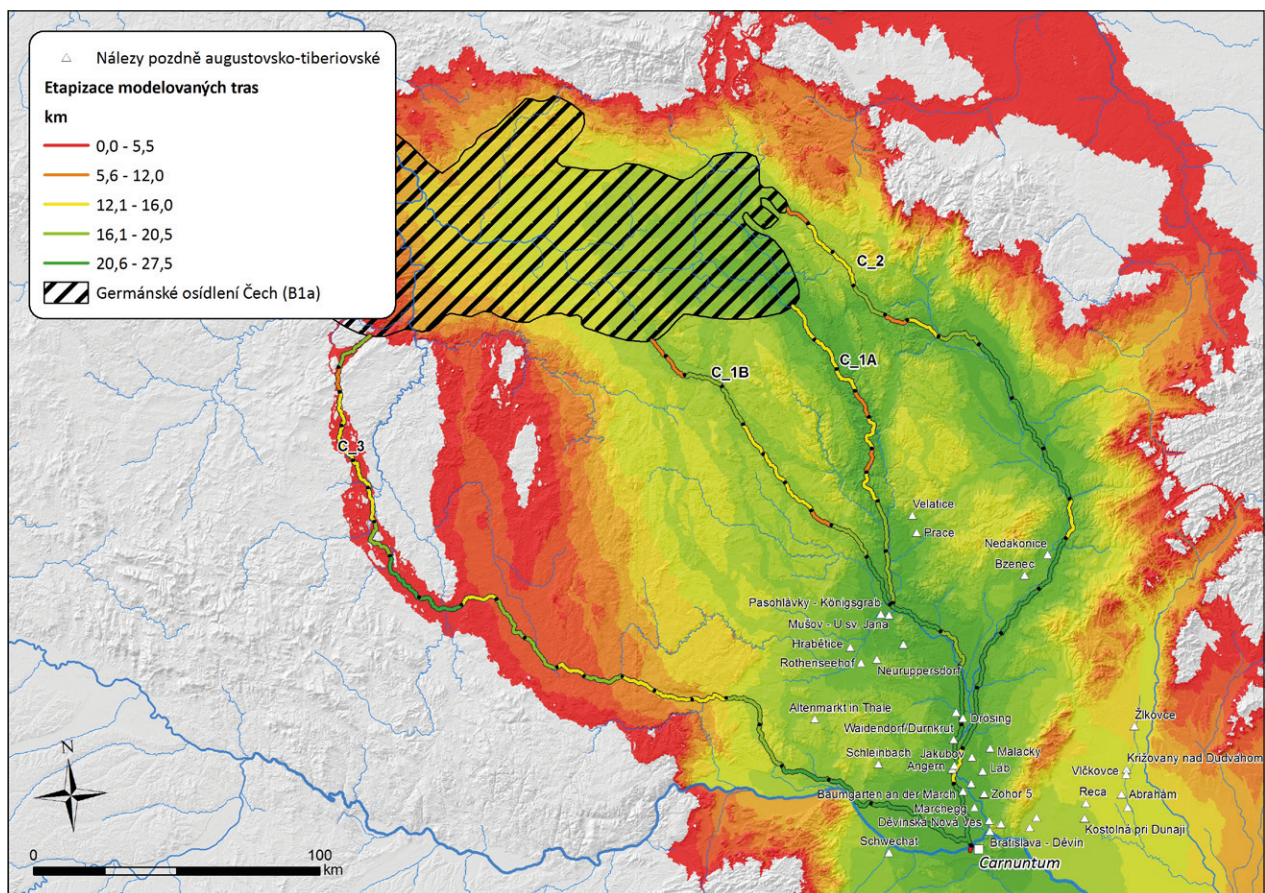 Nálezy pozdně augustovsko-tiberiovské
Etapizace modelovaných tras
km
0,0 - 5,5
5,6 - 12,0
12,1 - 16,0
16,1 - 20,5
20,6 - 27,5
Germánské osídlení Čech (B1a)
C_2
C_1A
C_1B
C_3
Velatice
Prace
Nedakonice
Bzenec
Pasohlávky - Königsgrab
Mušov - U sv. Jana
Hrabětice
Rothenseehof
Neuruppersdorf
Altenmarkt in Thale
Drösing
Waidendorf/Dürnkrut
Žlkovce
Schleinbach
Jakubov
Malacky
Angern
Láb
Vlčkovce
Križovany nad Dudváhom
Baumgarten an der March
Zohor 5
Reca
Abrahám
Marchegg
Děvínská Nová Ves
Kostolná pri Dunaji
Schwechat
Bratislava - Děvín
Carnuntum
N
0
100
km